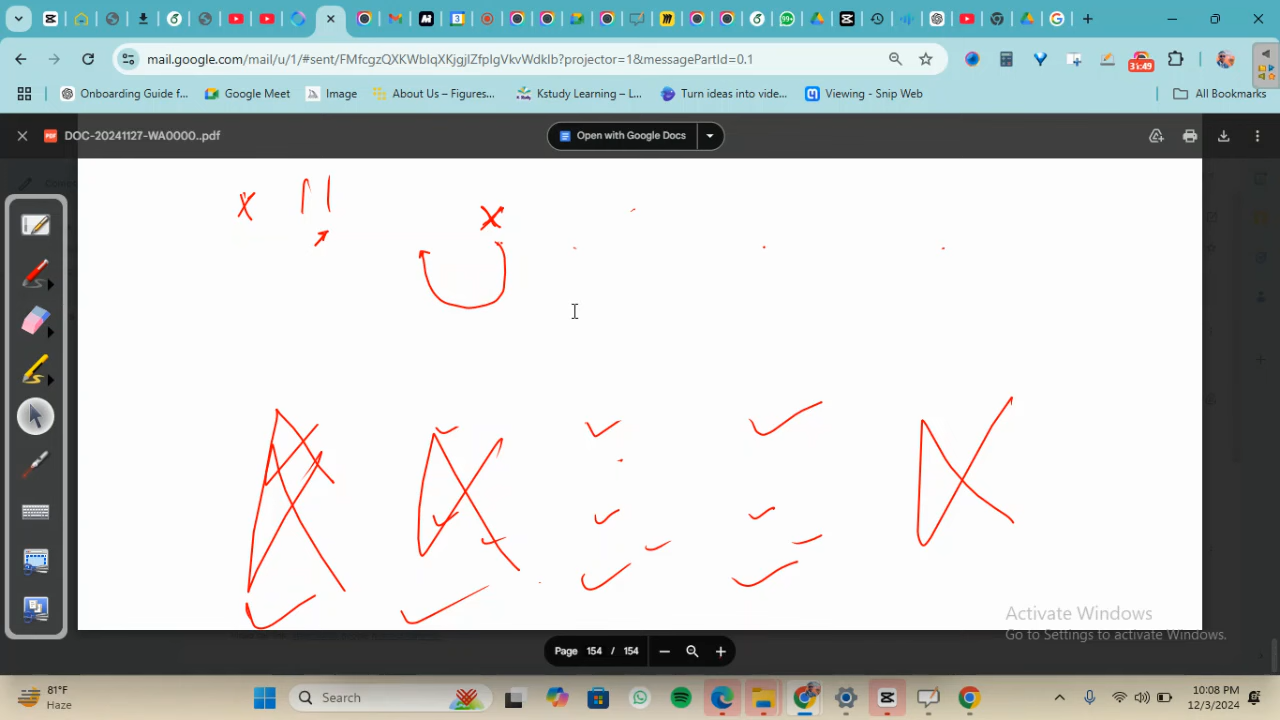 99+
mail.google.com/mail/u/1/#sent/FMfcgzQXKWblqXKjgjlZfpIgVkvWdkIb?projector=1&messagePartId=0.1
31:49
Onboarding Guide f...
Google Meet
Image
About Us – Figures...
Kstudy Learning – L...
Turn ideas into vide...
Viewing - Snip Web
All Bookmarks
DOC-20241127-WA0000..pdf
Open with Google Docs
x
x
Activate Windows
Go to Settings to activate Windows.
Page 154 / 154
81°F
Haze
Search
10:08 PM
12/3/2024